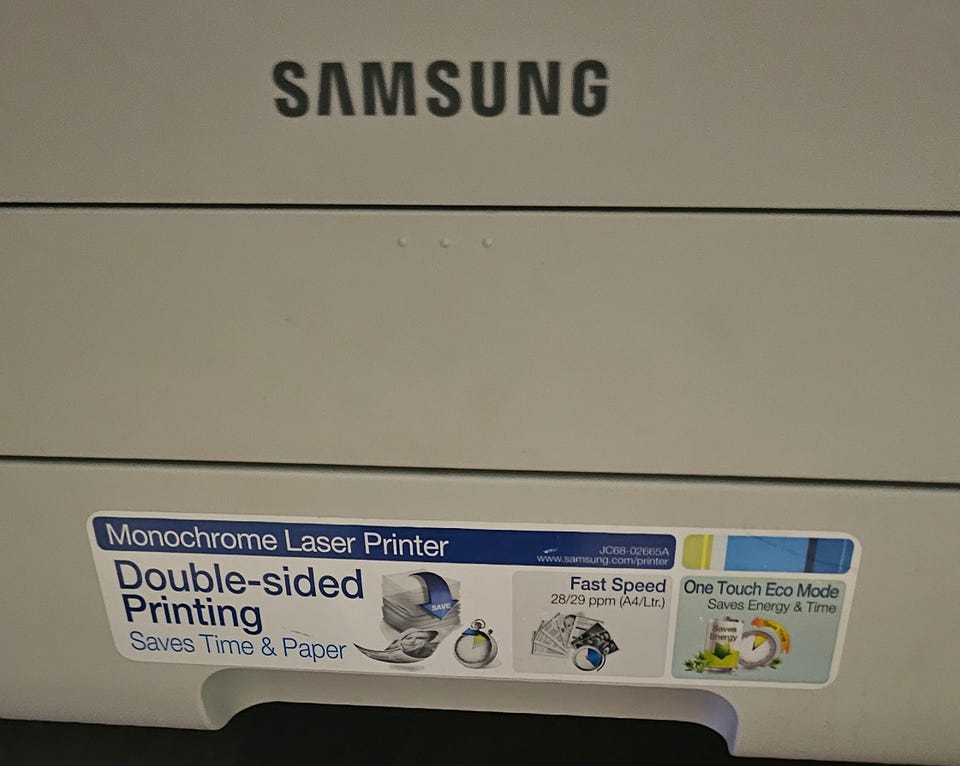 SAMSUNG
Monochrome Laser Printer
JC68-02665A
www.samsung.com/printer
Double-sided
Printing
Saves Time & Paper
SAVE
Fast Speed
28/29 ppm (A4/Ltr.)
One Touch Eco Mode
Saves Energy & Time
Saves
Energy